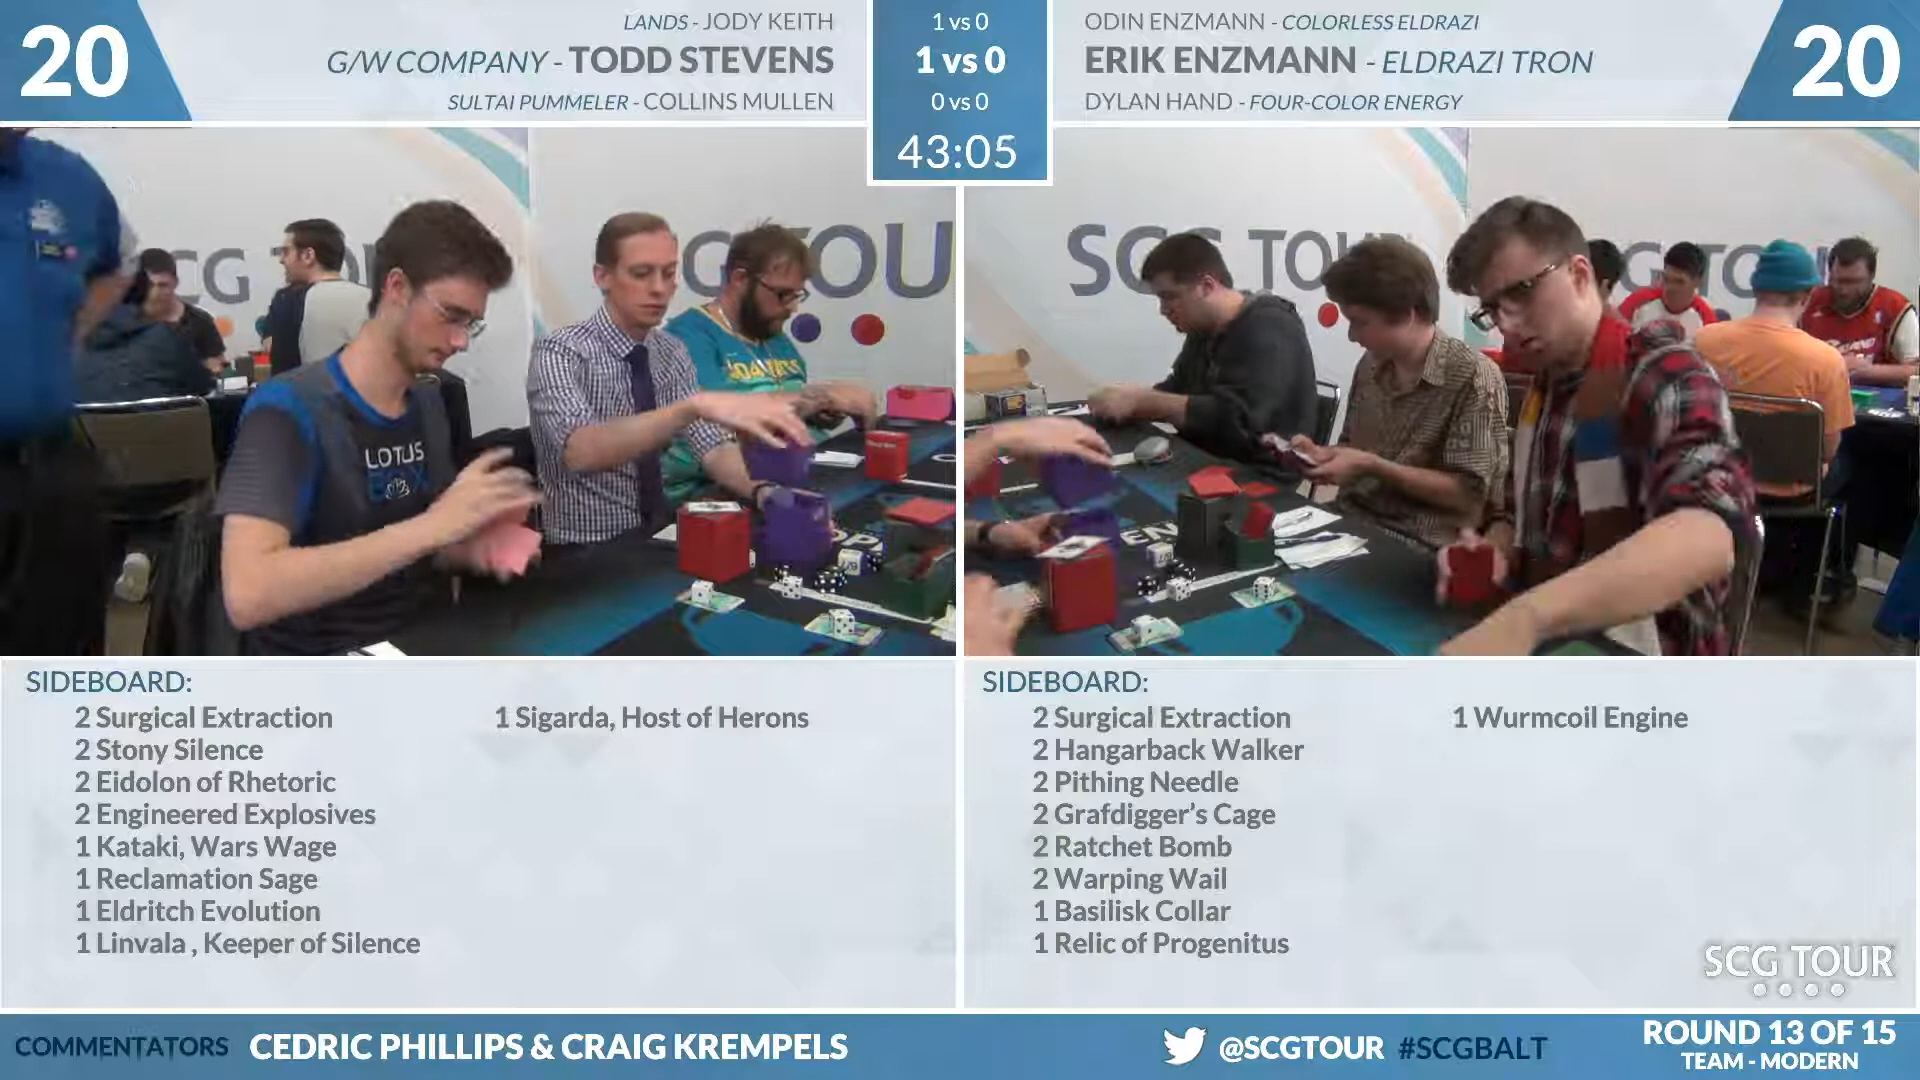 20
LANDS - JODY KEITH
G/W COMPANY - TODD STEVENS
SULTAI PUMMELER - COLLINS MULLEN
1 vs 0
1 vs 0
0 vs 0
43:05
ODIN ENZMANN - COLORLESS ELDRAZI
ERIK ENZMANN - ELDRAZI TRON
DYLAN HAND - FOUR-COLOR ENERGY
20
CG TOU
G TOU
LOTUS
BOX
SCG TOUR
SIDEBOARD:
2 Surgical Extraction
2 Stony Silence
2 Eidolon of Rhetoric
2 Engineered Explosives
1 Kataki, Wars Wage
1 Reclamation Sage
1 Eldritch Evolution
1 Linvala , Keeper of Silence
1 Sigarda, Host of Herons
SIDEBOARD:
2 Surgical Extraction
2 Hangarback Walker
2 Pithing Needle
2 Grafdigger's Cage
2 Ratchet Bomb
2 Warping Wail
1 Basilisk Collar
1 Relic of Progenitus
1 Wurmcoil Engine
SCG TOUR
COMMENTATORS CEDRIC PHILLIPS & CRAIG KREMPELS
@SCGTOUR #SCGBALT
ROUND 13 OF 15
TEAM - MODERN